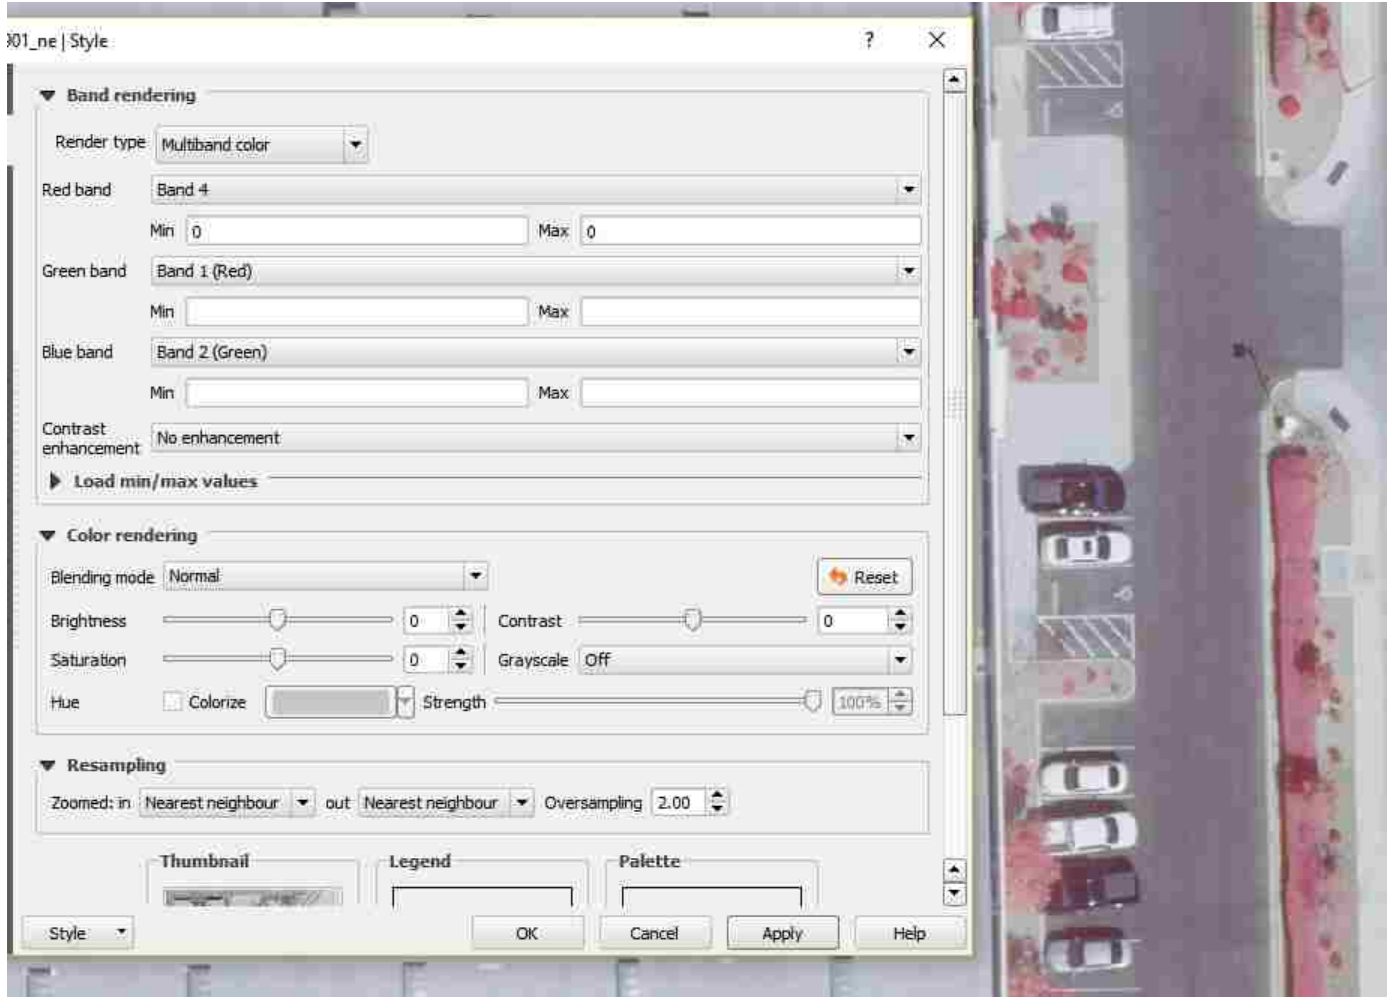 901_ne | Style
?
Band rendering
Render type Multiband color
Red band Band 4
Min 0 Max 0
Green band Band 1 (Red)
Min Max
Blue band Band 2 (Green)
Min Max
Contrast
enhancement No enhancement
Load min/max values
Color rendering
Blending mode Normal Reset
Brightness 0 Contrast 0
Saturation 0 Grayscale Off
Hue Colorize Strength 100%
Resampling
Zoomed: in Nearest neighbour out Nearest neighbour Oversampling 2.00
Thumbnail Legend Palette
Style OK Cancel Apply Help